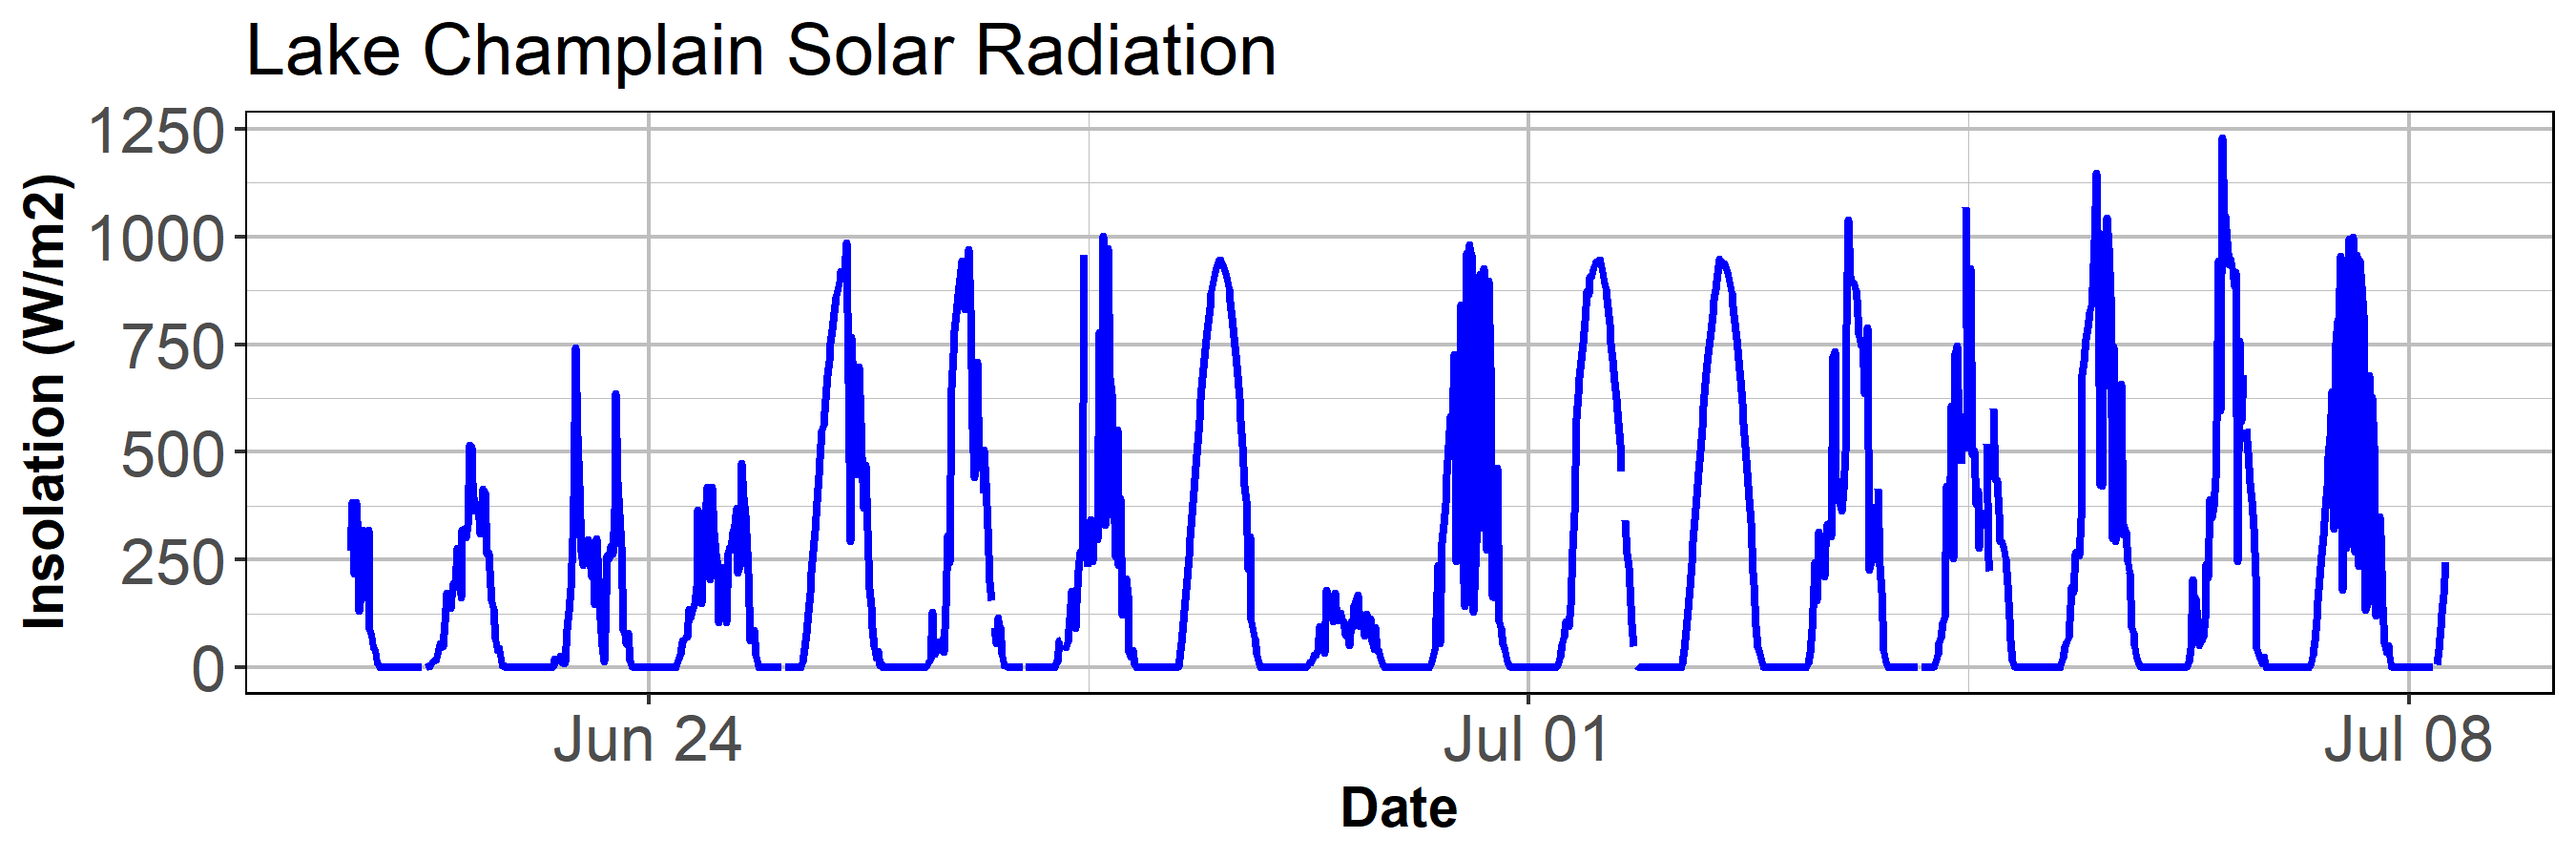 Lake Champlain Solar Radiation
1250
1000
750
500
250
0
Insolation (W/m2)
Jun 24
Jul 01
Jul 08
Date